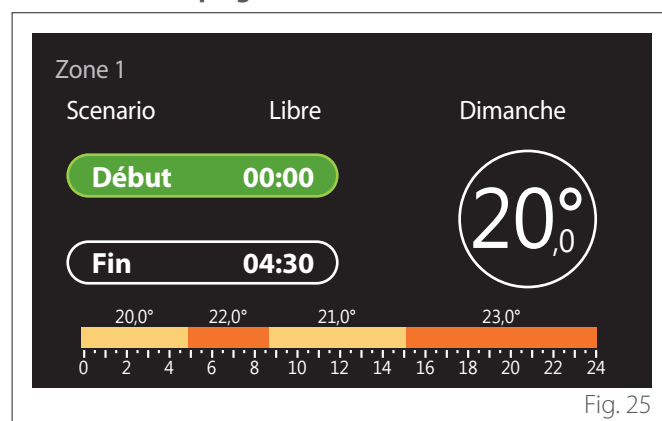 Zone 1
Scenario Libre Dimanche
Début 00:00
20°,0
Fin 04:30
20,0° 22,0° 21,0° 23,0°
0 2 4 6 8 10 12 14 16 18 20 22 24
Fig. 25